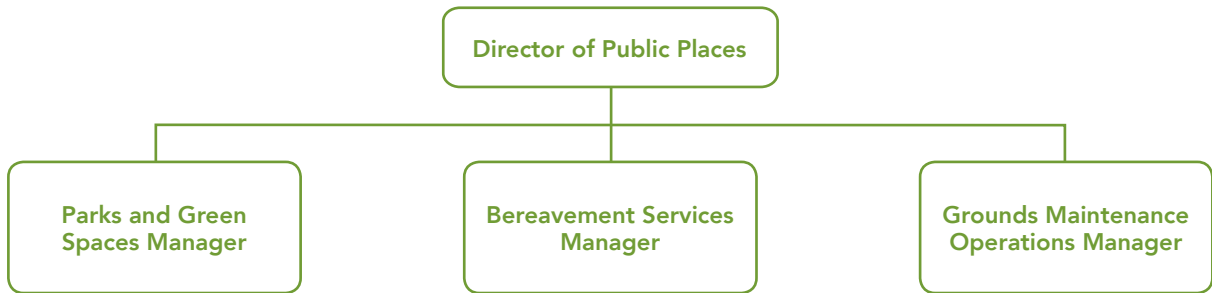 Director of Public Places
Parks and Green
Spaces Manager
Bereavement Services
Manager
Grounds Maintenance
Operations Manager